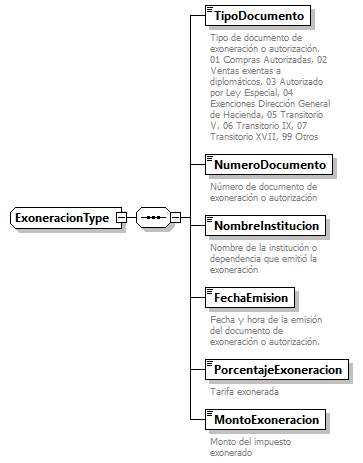 TipoDocumento
Tipo de documento de
exoneración o autorización.
01 Compras Autorizadas, 02
Ventas exentas a
diplomáticos, 03 Autorizado
por Ley Especial, 04
Exenciones Dirección General
de Hacienda, 05 Transitorio
V, 06 Transitorio IX, 07
Transitorio XVII, 99 Otros
NumeroDocumento
Número de documento de
exoneración o autorización
ExoneracionType
NombreInstitucion
Nombre de la institución o
dependencia que emitió la
exoneración
FechaEmision
Fecha y hora de la emisión
del documento de
exoneración o autorización.
PorcentajeExoneracion
Tarifa exonerada
MontoExoneracion
Monto del impuesto
exonerado